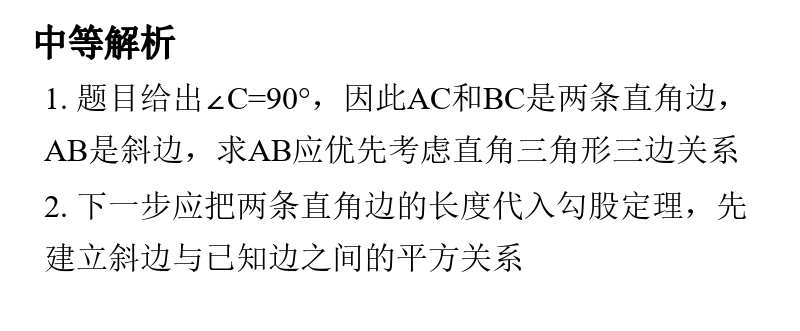 中等解析
1. 题目给出∠C=90°，因此AC和BC是两条直角边，
AB是斜边，求AB应优先考虑直角三角形三边关系
2. 下一步应把两条直角边的长度代入勾股定理，先
建立斜边与已知边之间的平方关系